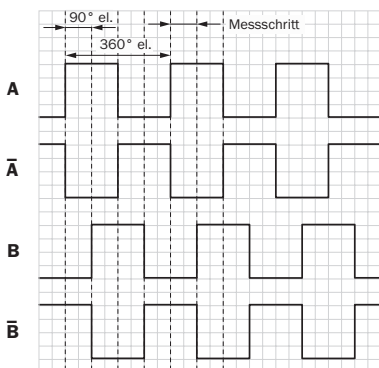 90° el.
Messschritt
360° el.
A
A̅
B
B̅